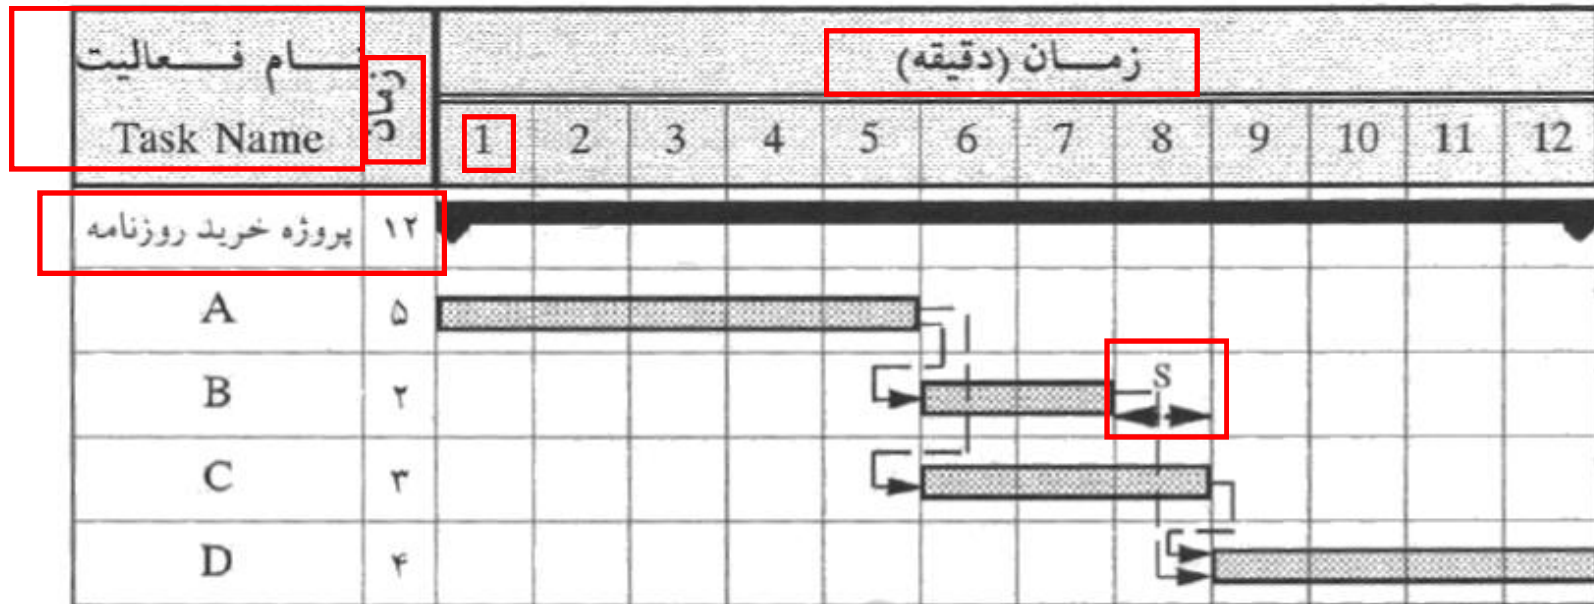 نام فعالیت
Task Name
زمان
زمان (دقیقه)
1 2 3 4 5 6 7 8 9 10 11 12
پروژه خرید روزنامه ۱۲
A ۵
B ۲
S
C ۳
D ۴